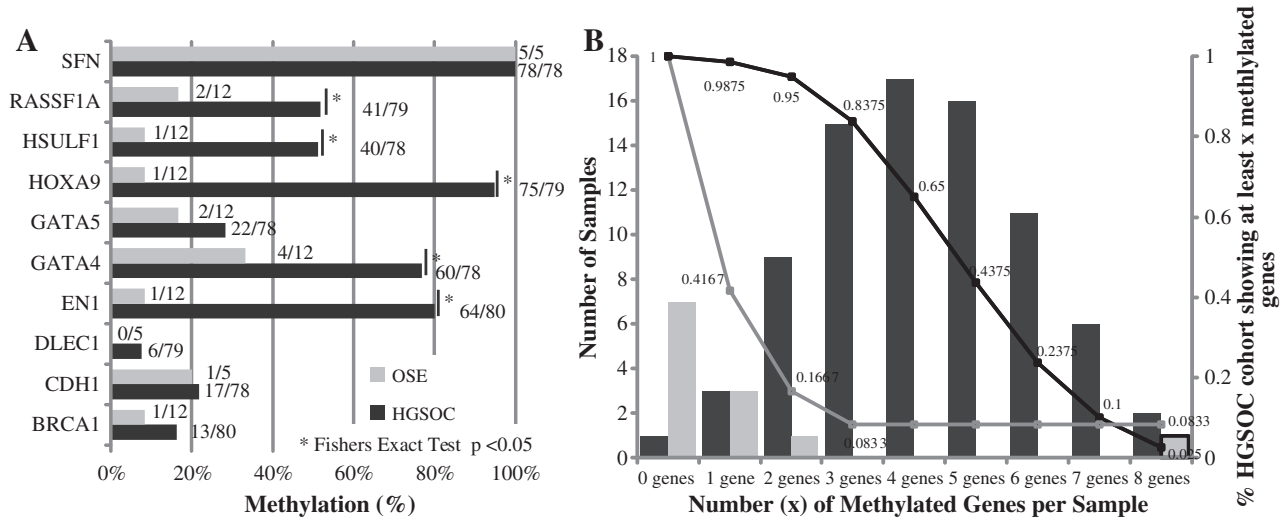 A
SFN
5/5
78/78
RASSF1A
2/12
*
41/79
HSULF1
1/12
*
40/78
HOXA9
1/12
*
75/79
GATA5
2/12
22/78
GATA4
4/12
*
60/78
EN1
1/12
*
64/80
DLEC1
0/5
6/79
CDH1
1/5
17/78
BRCA1
1/12
13/80
OSE
HGSOC
* Fishers Exact Test p <0.05
0% 20% 40% 60% 80% 100%
Methylation (%)
B
Number of Samples
18
16
14
12
10
8
6
4
2
0
1
0.9875
0.95
0.8375
0.65
0.4375
0.2375
0.1
0.025
0.4167
0.1667
0.0833
0.0833
1
0.8
0.6
0.4
0.2
0
% HGSOC cohort showing at least x methlylated
genes
0 genes 1 gene 2 genes 3 genes 4 genes 5 genes 6 genes 7 genes 8 genes
Number (x) of Methylated Genes per Sample